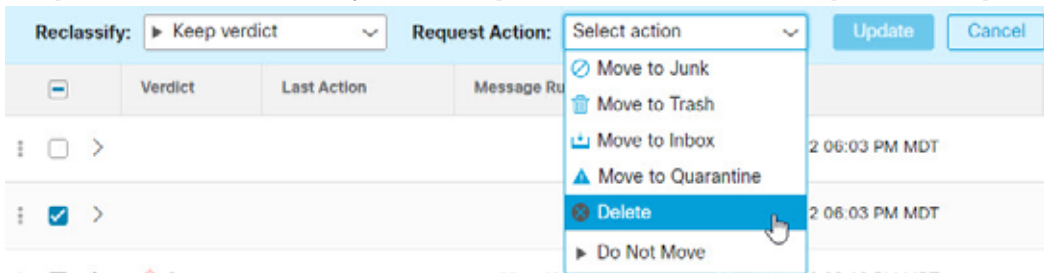 Reclassify: Keep verdict Request Action: Select action Update Cancel
Move to Junk
Verdict Last Action Message Ru
Move to Trash
Move to Inbox
2 06:03 PM MDT
Move to Quarantine
Delete
2 06:03 PM MDT
Do Not Move